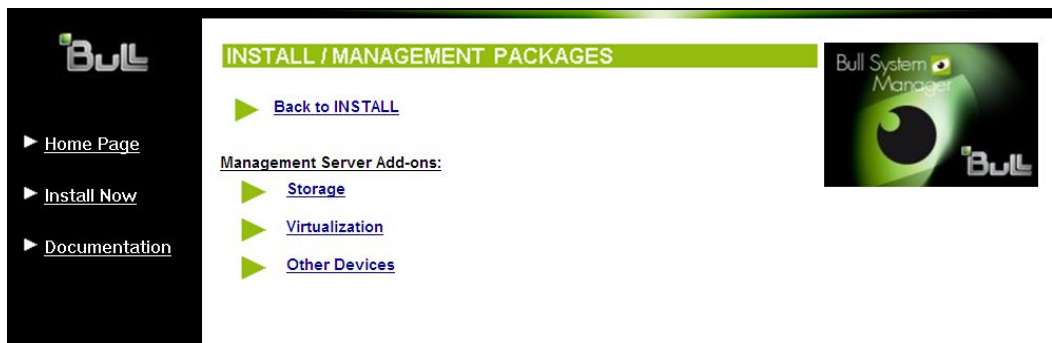 Bull
Home Page
Install Now
Documentation
INSTALL / MANAGEMENT PACKAGES
Back to INSTALL
Management Server Add-ons:
Storage
Virtualization
Other Devices
Bull System
Manager
Bull